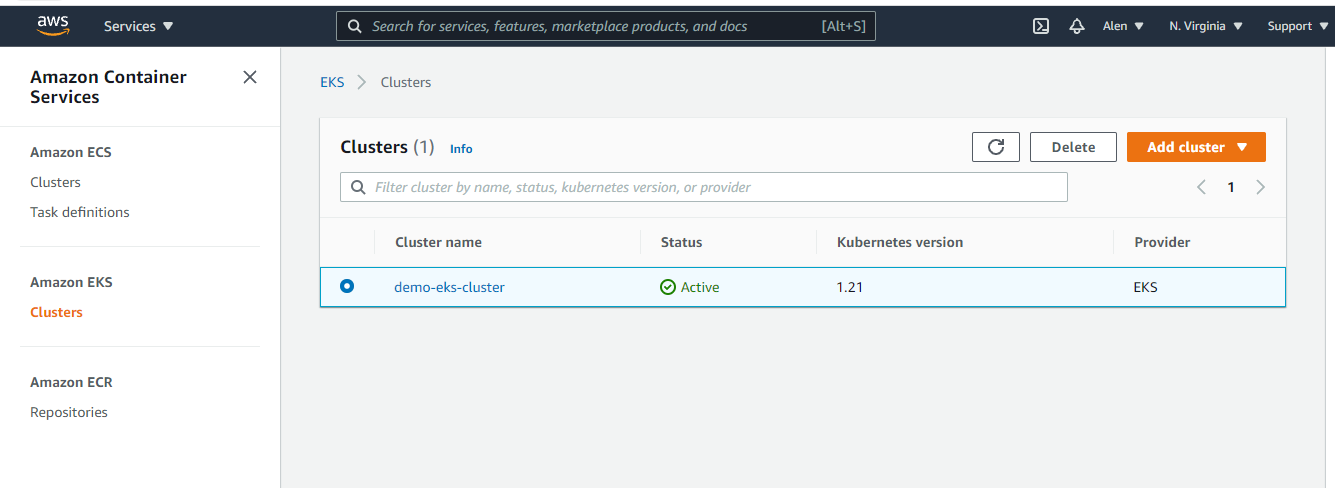 aws
Services
Search for services, features, marketplace products, and docs [Alt+S]
Alen
N. Virginia
Support
Amazon Container
Services
Amazon ECS
Clusters
Task definitions
Amazon EKS
Clusters
Amazon ECR
Repositories
EKS
Clusters
Clusters (1) Info
Delete
Add cluster
Filter cluster by name, status, kubernetes version, or provider
1
Cluster name Status Kubernetes version Provider
demo-eks-cluster Active 1.21 EKS